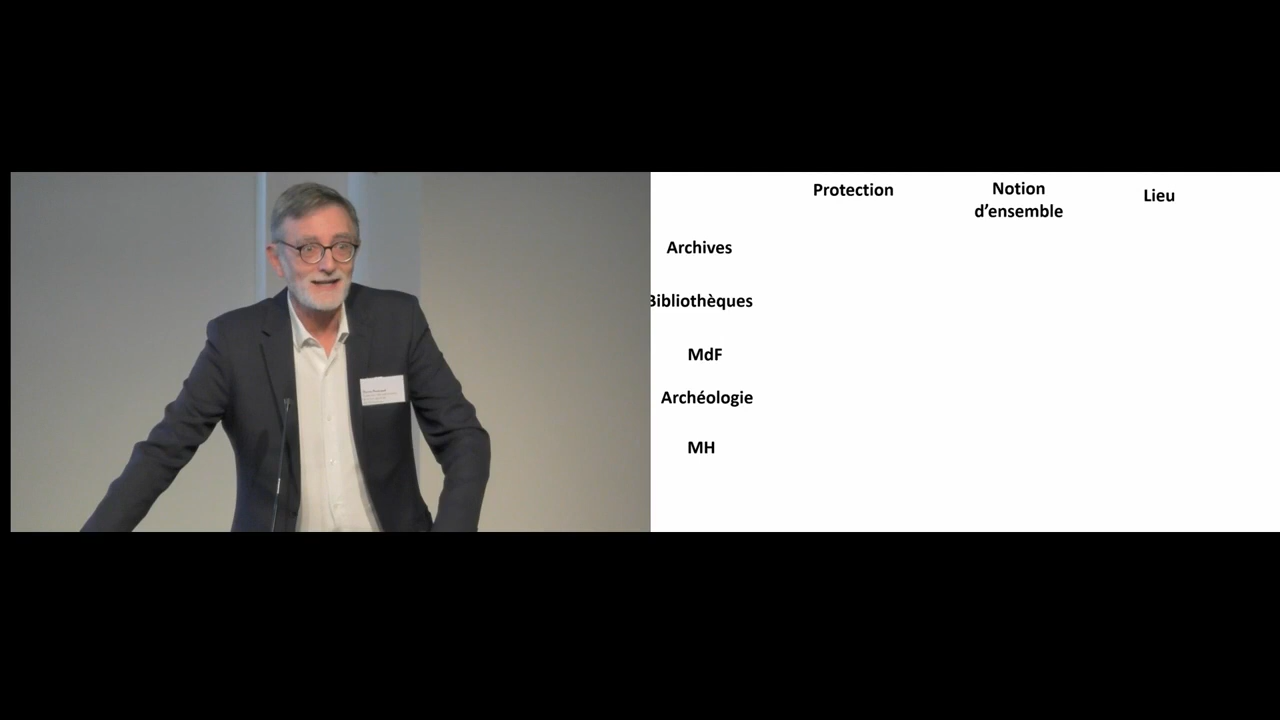 Protection
Notion
d’ensemble
Lieu
Archives
Bibliothèques
MdF
Archéologie
MH